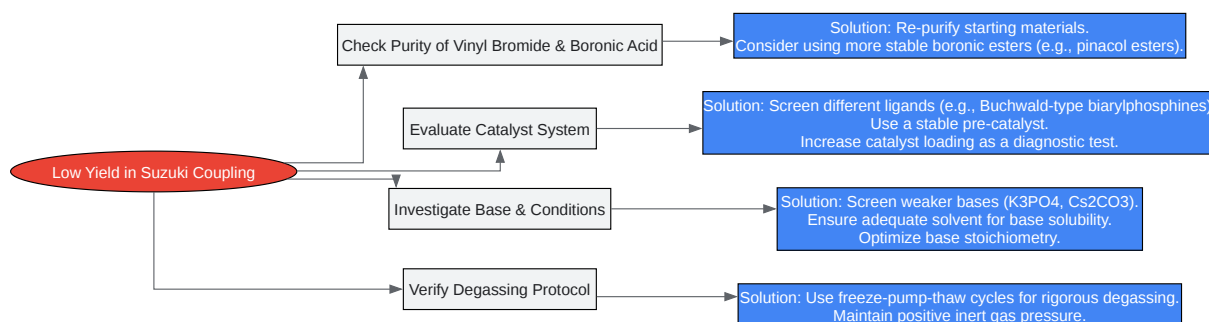 Low Yield in Suzuki Coupling
Check Purity of Vinyl Bromide & Boronic Acid
Solution: Re-purify starting materials.
Consider using more stable boronic esters (e.g., pinacol esters).
Evaluate Catalyst System
Solution: Screen different ligands (e.g., Buchwald-type biarylphosphines)
Use a stable pre-catalyst.
Increase catalyst loading as a diagnostic test.
Investigate Base & Conditions
Solution: Screen weaker bases (K3PO4, Cs2CO3).
Ensure adequate solvent for base solubility.
Optimize base stoichiometry.
Verify Degassing Protocol
Solution: Use freeze-pump-thaw cycles for rigorous degassing.
Maintain positive inert gas pressure.